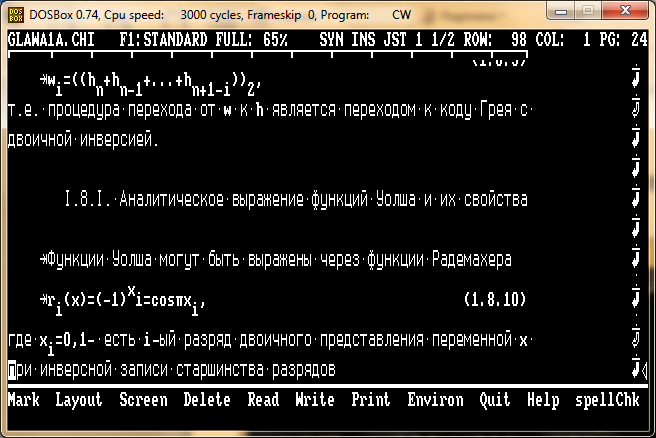 DOSBox 0.74, Cpu speed: 3000 cycles, Frameskip 0, Program: CW
GLAWA1A.CHI F1:STANDARD FULL: 65% SYN INS JST 1 1/2 ROW: 98 COL: 1 PG: 24
w_i=((h_n+h_{n-1}+...+h_{n+1-i}))_2,
т.е. процедура перехода от w к h является переходом к коду Грея с
двоичной инверсией.
I.8.I. Аналитическое выражение функций Уолша и их свойства
Функции Уолша могут быть выражены через функции Радемахера
r_i(x)=(-1)^x i=cosπx_i, (1.8.10)
где x_i=0,1- есть i-ый разряд двоичного представления переменной x
при инверсной записи старшинства разрядов
Mark Layout Screen Delete Read Write Print Environ Quit Help spellChk